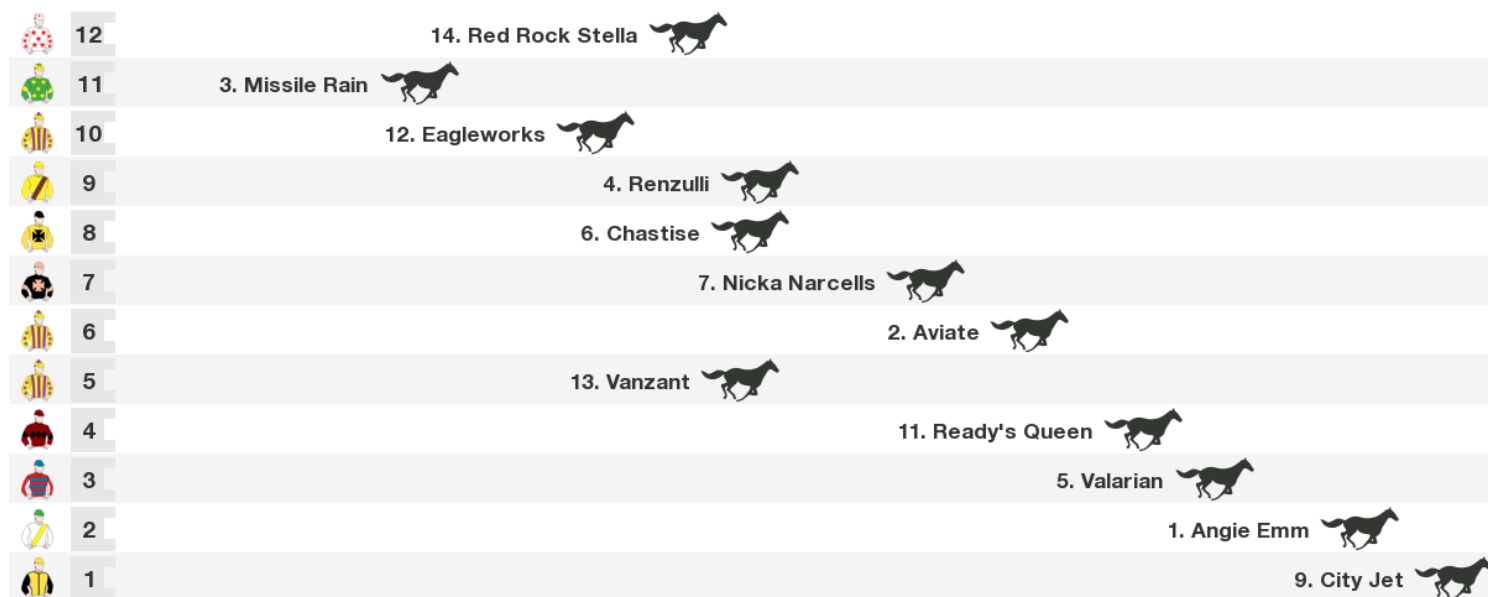 12 14. Red Rock Stella
11 3. Missile Rain
10 12. Eagleworks
9 4. Renzulli
8 6. Chastise
7 7. Nicka Narcells
6 2. Aviate
5 13. Vanzant
4 11. Ready's Queen
3 5. Valarian
2 1. Angie Emm
1 9. City Jet